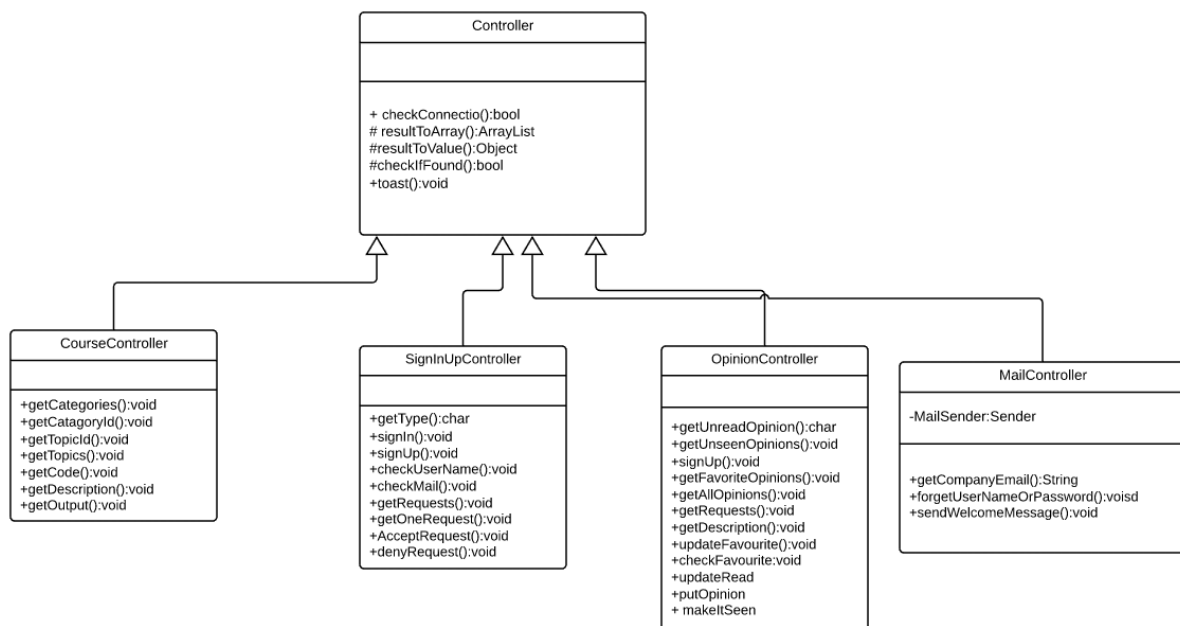 Controller
+ checkConnectio():bool
# resultToArray():ArrayList
#resultToValue():Object
#checkIfFound():bool
+toast():void
CourseController
+getCategories():void
+getCatagoryId():void
+getTopicId():void
+getTopics():void
+getCode():void
+getDescription():void
+getOutput():void
SignInUpController
+getType():char
+signIn():void
+signUp():void
+checkUserName():void
+checkMail():void
+getRequests():void
+getOneRequest():void
+AcceptRequest():void
+denyRequest():void
OpinionController
+getUnreadOpinion():char
+getUnseenOpinions():void
+signUp():void
+getFavoriteOpinions():void
+getAllOpinions():void
+getRequests():void
+getDescription():void
+updateFavourite():void
+checkFavourite:void
+updateRead
+putOpinion
+ makeItSeen
MailController
-MailSender:Sender
+getCompanyEmail():String
+forgetUserNameOrPassword():voisd
+sendWelcomeMessage():void